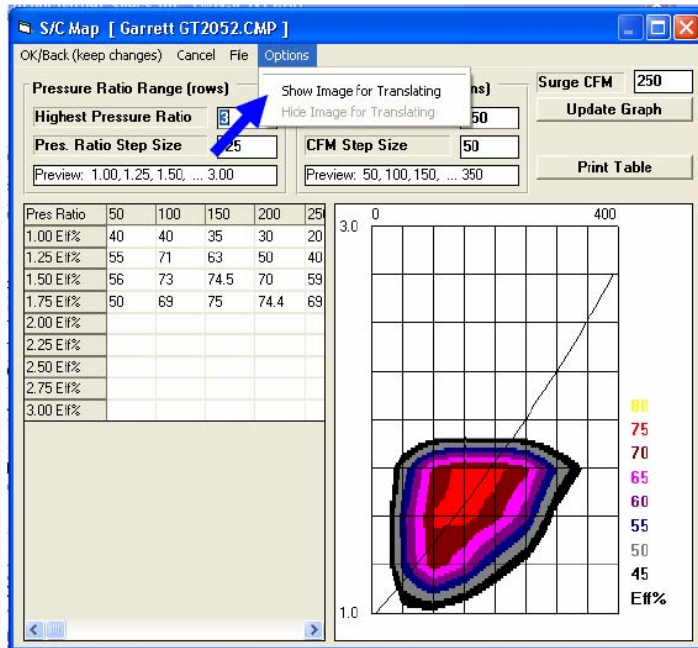 S/C Map [ Garrett GT2052.CMP ]
OK/Back (keep changes) Cancel File Options
Show Image for Translating
Hide Image for Translating
Pressure Ratio Range (rows)
Highest Pressure Ratio 3
Pres. Ratio Step Size
Preview: 1.00, 1.25, 1.50, ... 3.00
CFM Step Size 50
Preview: 50, 100, 150, ... 350
Surge CFM 250
Update Graph
Print Table
Pres Ratio 50 100 150 200
1.00 Eff% 40 40 35 30 20
1.25 Eff% 55 71 63 50 40
1.50 Eff% 56 73 74.5 70 59
1.75 Eff% 50 69 75 74.4 69
2.00 Eff%
2.25 Eff%
2.50 Eff%
2.75 Eff%
3.00 Eff%
0 400
3.0
80
75
70
65
60
55
50
45
Eff%
1.0